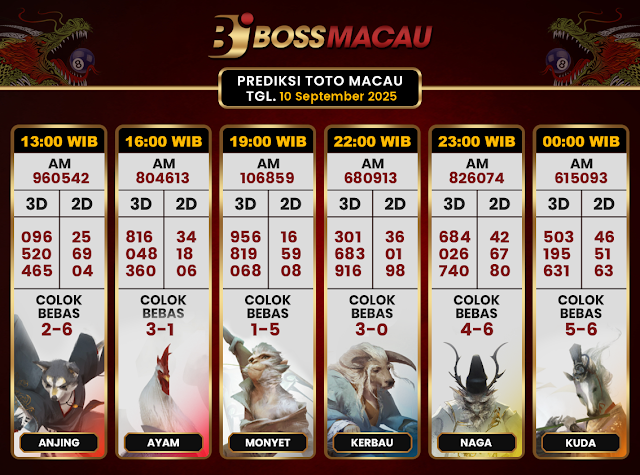 BJ BOSSMACAU
PREDIKSI TOTO MACAU
TGL. 10 September 2025
13:00 WIB
AM
960542
3D 2D
096 25
520 69
465 04
COLOK
BEBAS
2-6
ANJING
16:00 WIB
AM
804613
3D 2D
816 34
048 18
360 06
COLOK
BEBAS
3-1
AYAM
19:00 WIB
AM
106859
3D 2D
956 16
819 59
068 08
COLOK
BEBAS
1-5
MONYET
22:00 WIB
AM
680913
3D 2D
301 36
683 01
916 98
COLOK
BEBAS
3-0
KERBAU
23:00 WIB
AM
826074
3D 2D
684 42
026 67
740 80
COLOK
BEBAS
4-6
NAGA
00:00 WIB
AM
615093
3D 2D
503 46
195 51
631 63
COLOK
BEBAS
5-6
KUDA
8
8